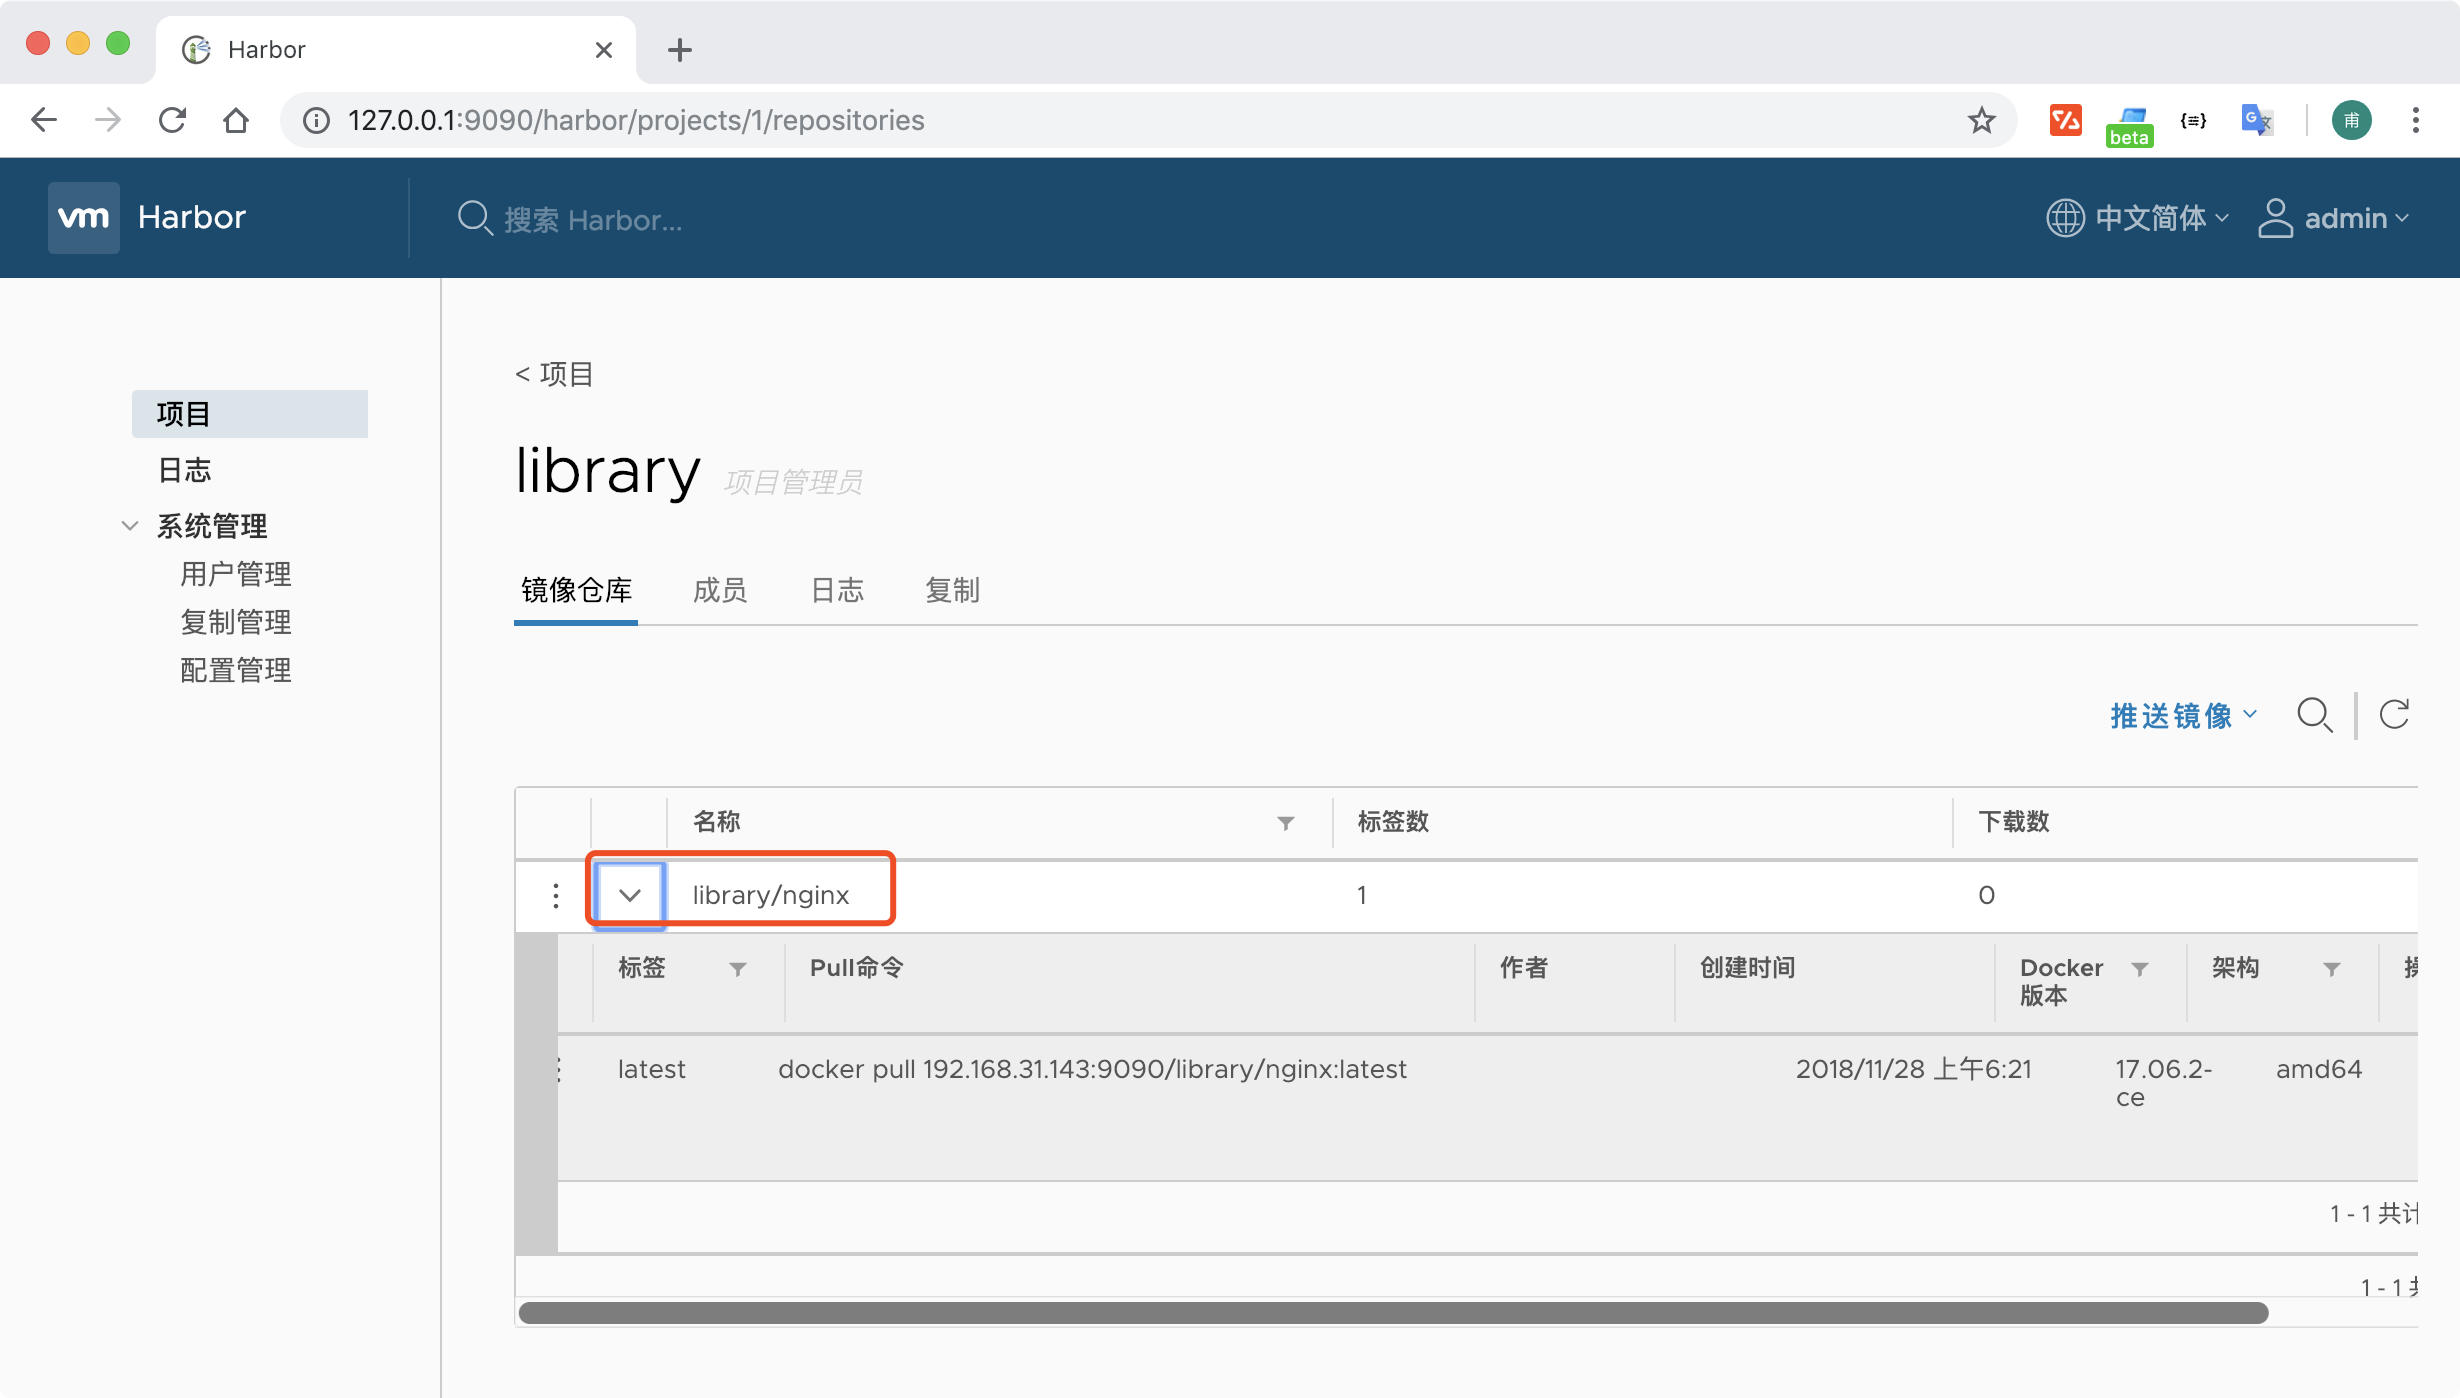 Harbor
127.0.0.1:9090/harbor/projects/1/repositories
beta
甫
vm Harbor
搜索 Harbor...
中文简体
admin
< 项目
项目
library 项目管理员
日志
系统管理
用户管理
复制管理
配置管理
镜像仓库 成员 日志 复制
推送镜像
名称 标签数 下载数
library/nginx 1 0
标签 Pull命令 作者 创建时间 Docker 架构
版本
latest docker pull 192.168.31.143:9090/library/nginx:latest 2018/11/28 上午6:21 17.06.2- amd64
ce
1 - 1 共计
1 - 1